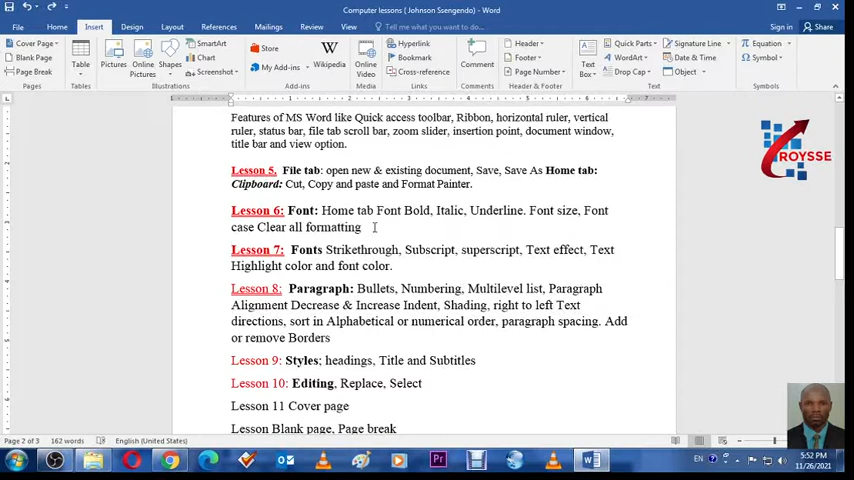 Computer lessons ( Johnson Ssengendo) - Word
File Home Insert Design Layout References Mailings Review View Tell me what you want to do... Sign in Share
Cover Page
Blank Page
Page Break
Pages
Table
Tables
Pictures
Online Pictures
Shapes
SmartArt
Chart
Screenshot
Illustrations
Store
My Add-ins
Wikipedia
Add-ins
Online Video
Media
Hyperlink
Bookmark
Cross-reference
Links
Comment
Comments
Header
Footer
Page Number
Header & Footer
Text Box
Quick Parts
WordArt
Drop Cap
Signature Line
Date & Time
Object
Text
Equation
Symbol
Symbols
Features of MS Word like Quick access toolbar, Ribbon, horizontal ruler, vertical
ruler, status bar, file tab scroll bar, zoom slider, insertion point, document window,
title bar and view option.
Lesson 5. File tab: open new & existing document, Save, Save As Home tab:
Clipboard: Cut, Copy and paste and Format Painter.
Lesson 6: Font: Home tab Font Bold, Italic, Underline. Font size, Font
case Clear all formatting
Lesson 7: Fonts Strikethrough, Subscript, superscript, Text effect, Text
Highlight color and font color.
Lesson 8: Paragraph: Bullets, Numbering, Multilevel list, Paragraph
Alignment Decrease & Increase Indent, Shading, right to left Text
directions, sort in Alphabetical or numerical order, paragraph spacing. Add
or remove Borders
Lesson 9: Styles; headings, Title and Subtitles
Lesson 10: Editing, Replace, Select
Lesson 11 Cover page
Lesson Blank page, Page break
ROYSSE
Page 2 of 3 162 words English (United States)
EN
5:52 PM
11/26/2021